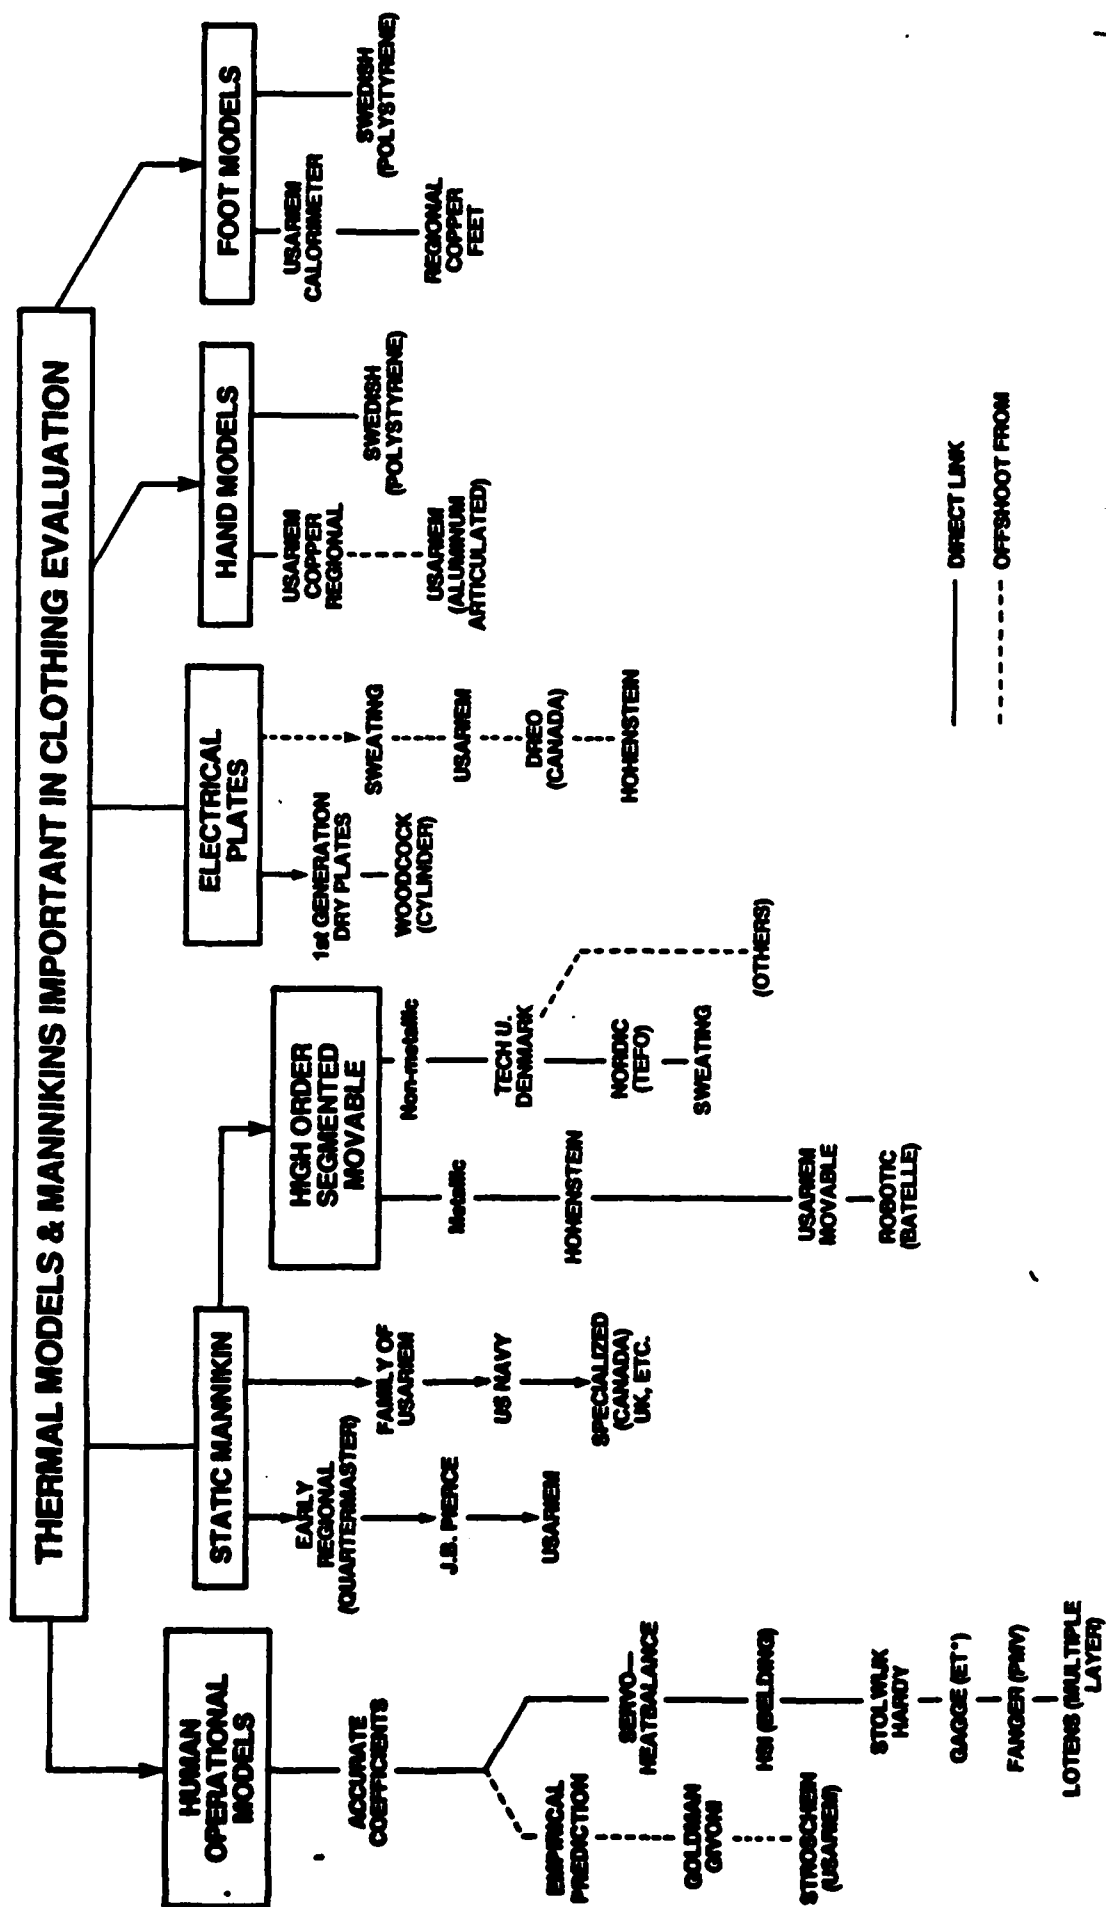 THERMAL MODELS & MANNIKINS IMPORTANT IN CLOTHING EVALUATION
HUMAN
OPERATIONAL
MODELS
ACCURATE
COEFFICIENTS
EMPIRICAL
PREDICTION
GOLDMAN
GIVONI
STROSCHEIN
(USARIEM)
SERVO—
HEATBALANCE
HSI (BELDING)
STOLWIJK
HARDY
GAGGE (ET*)
FANGER (PMV)
LOTENS (MULTIPLE
LAYER)
STATIC MANNIKIN
EARLY
REGIONAL
(QUARTERMASTER)
J.B. PIERCE
USARIEM
FAMILY OF
USARIEM
US NAVY
SPECIALIZED
(CANADA)
UK, ETC.
HIGH ORDER
SEGMENTED
MOVABLE
Metallic
HOHENSTEIN
USARIEM
MOVABLE
ROBOTIC
(BATELLE)
Non-metallic
TECH U.
DENMARK
NORDIC
(TEFO)
SWEATING
(OTHERS)
ELECTRICAL
PLATES
1st GENERATION
DRY PLATES
WOODCOCK
(CYLINDER)
SWEATING
USARIEM
DREO
(CANADA)
HOHENSTEIN
HAND MODELS
USARIEM
COPPER
REGIONAL
USARIEM
(ALUMINUM
ARTICULATED)
SWEDISH
(POLYSTYRENE)
FOOT MODELS
USARIEM
CALORIMETER
REGIONAL
COPPER
FEET
SWEDISH
(POLYSTYRENE)
DIRECT LINK
OFFSHOOT FROM